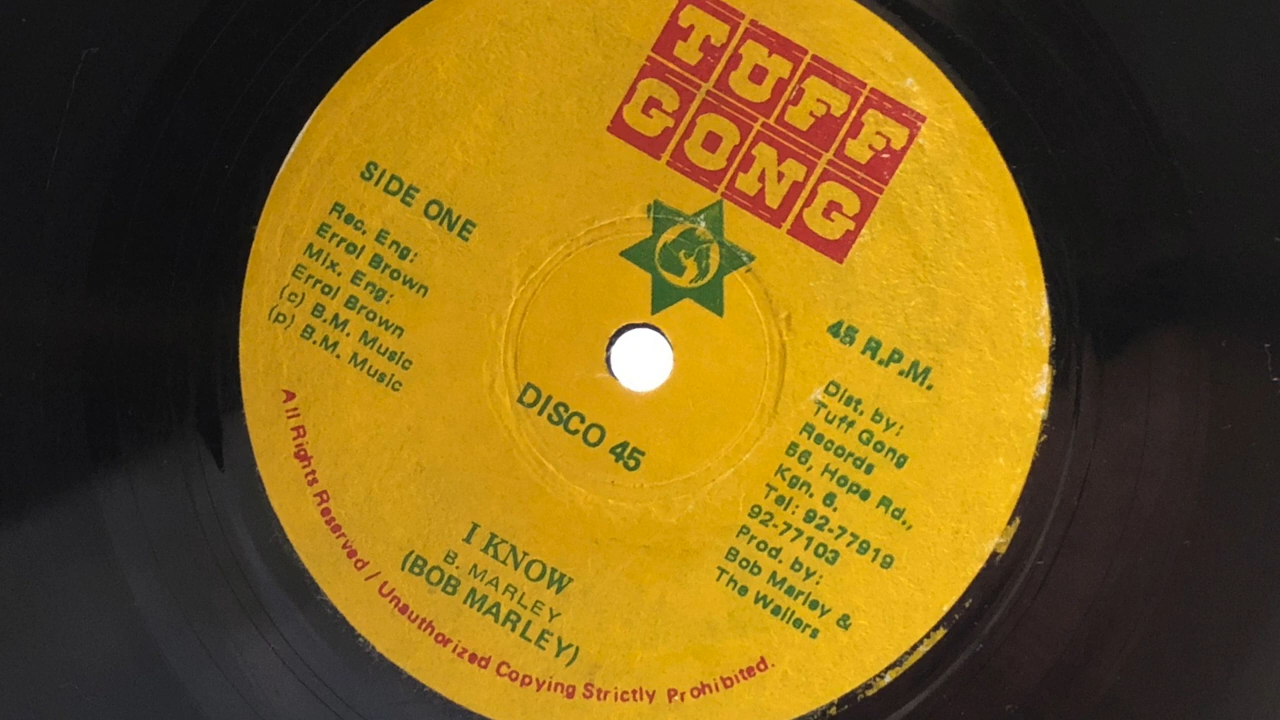 TUFF
GONG
SIDE ONE
Rec. Eng:
Errol Brown
Mix. Eng:
Errol Brown
(c) B.M. Music
(p) B.M. Music
45 R.P.M.
Dist. by:
Tuff Gong
Records
56, Hope Rd.,
Kgn. 6.
Tel: 92-77919
92-77103
Prod. by:
Bob Marley &
The Wailers
DISCO 45
I KNOW
B. MARLEY
(BOB MARLEY)
All Rights Reserved / Unauthorized Copying Strictly Prohibited.